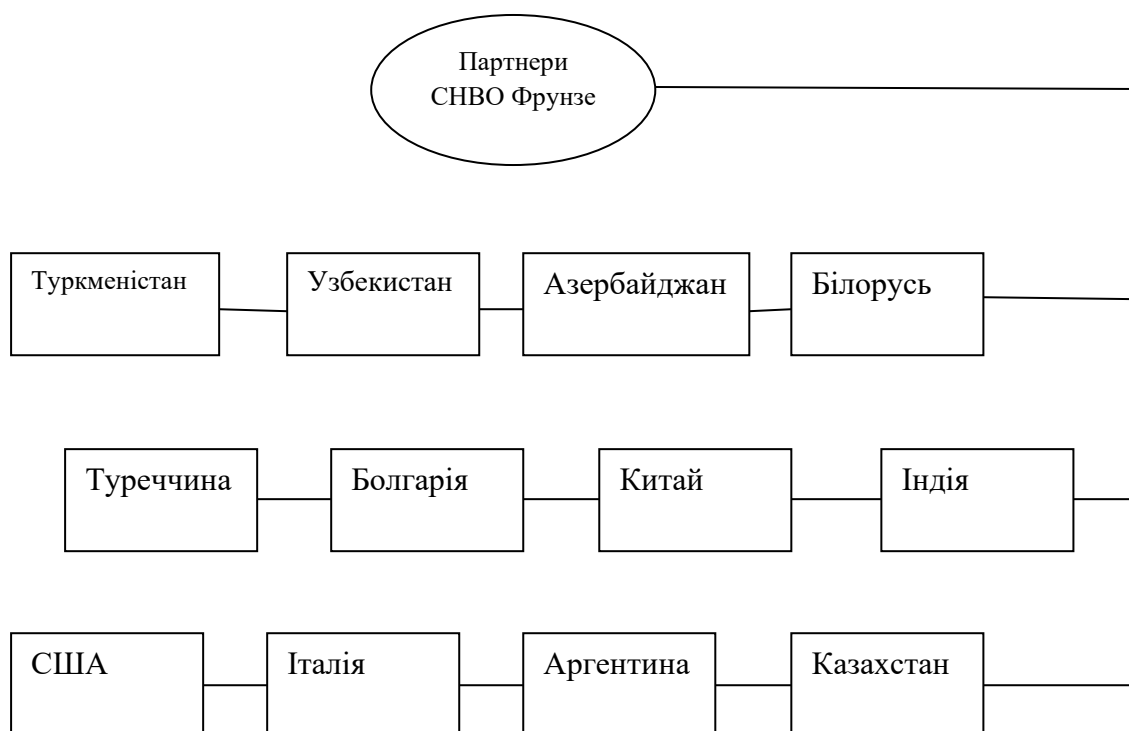 Партнери
СНВО Фрунзе
Туркменістан
Узбекистан
Азербайджан
Білорусь
Туреччина
Болгарія
Китай
Індія
США
Італія
Аргентина
Казахстан